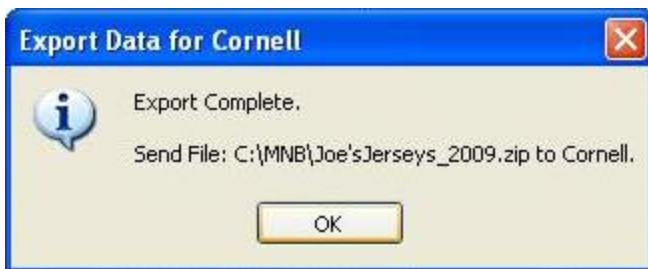 Export Data for Cornell
Export Complete.
Send File: C:\MNB\Joe'sJerseys_2009.zip to Cornell.
OK